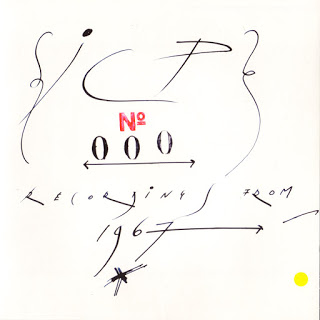 {iCP}
Nº
000
RECORDINGS FROM
1967
*